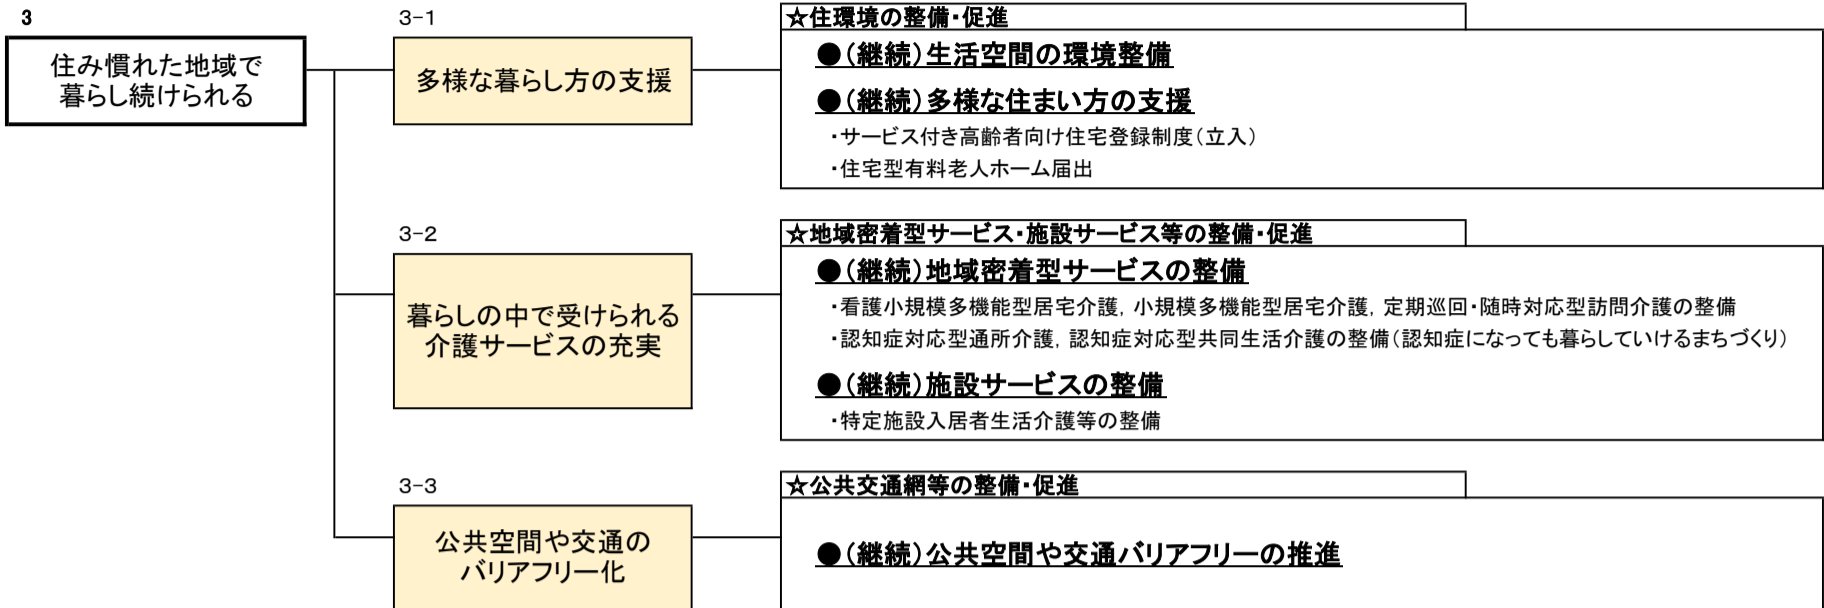 3
住み慣れた地域で
暮らし続けられる
3-1
多様な暮らし方の支援
☆住環境の整備・促進
●(継続)生活空間の環境整備
●(継続)多様な住まい方の支援
・サービス付き高齢者向け住宅登録制度(立入)
・住宅型有料老人ホーム届出
3-2
暮らしの中で受けられる
介護サービスの充実
☆地域密着型サービス・施設サービス等の整備・促進
●(継続)地域密着型サービスの整備
・看護小規模多機能型居宅介護, 小規模多機能型居宅介護, 定期巡回・随時対応型訪問介護の整備
・認知症対応型通所介護, 認知症対応型共同生活介護の整備(認知症になっても暮らしていけるまちづくり)
●(継続)施設サービスの整備
・特定施設入居者生活介護等の整備
3-3
公共空間や交通の
バリアフリー化
☆公共交通網等の整備・促進
●(継続)公共空間や交通バリアフリーの推進